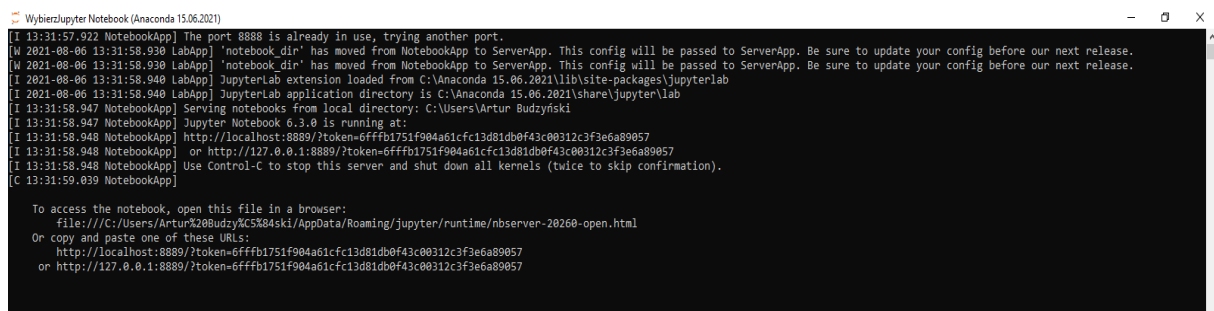 WybierzJupyter Notebook (Anaconda 15.06.2021)
[I 13:31:57.922 NotebookApp] The port 8888 is already in use, trying another port.
[W 2021-08-06 13:31:58.930 LabApp] 'notebook_dir' has moved from NotebookApp to ServerApp. This config will be passed to ServerApp. Be sure to update your config before our next release.
[W 2021-08-06 13:31:58.930 LabApp] 'notebook_dir' has moved from NotebookApp to ServerApp. This config will be passed to ServerApp. Be sure to update your config before our next release.
[I 2021-08-06 13:31:58.940 LabApp] JupyterLab extension loaded from C:\Anaconda 15.06.2021\lib\site-packages\jupyterlab
[I 2021-08-06 13:31:58.940 LabApp] JupyterLab application directory is C:\Anaconda 15.06.2021\share\jupyter\lab
[I 13:31:58.947 NotebookApp] Serving notebooks from local directory: C:\Users\Artur Budzyński
[I 13:31:58.947 NotebookApp] Jupyter Notebook 6.3.0 is running at:
[I 13:31:58.948 NotebookApp] http://localhost:8889/?token=6fffb1751f904a61cfc13d81db0f43c00312c3f3e6a89057
[I 13:31:58.948 NotebookApp]  or http://127.0.0.1:8889/?token=6fffb1751f904a61cfc13d81db0f43c00312c3f3e6a89057
[I 13:31:58.948 NotebookApp] Use Control-C to stop this server and shut down all kernels (twice to skip confirmation).
[C 13:31:59.039 NotebookApp]
To access the notebook, open this file in a browser:
file:///C:/Users/Artur%20Budzy%C5%84ski/AppData/Roaming/jupyter/runtime/nbserver-20260-open.html
Or copy and paste one of these URLs:
http://localhost:8889/?token=6fffb1751f904a61cfc13d81db0f43c00312c3f3e6a89057
or http://127.0.0.1:8889/?token=6fffb1751f904a61cfc13d81db0f43c00312c3f3e6a89057